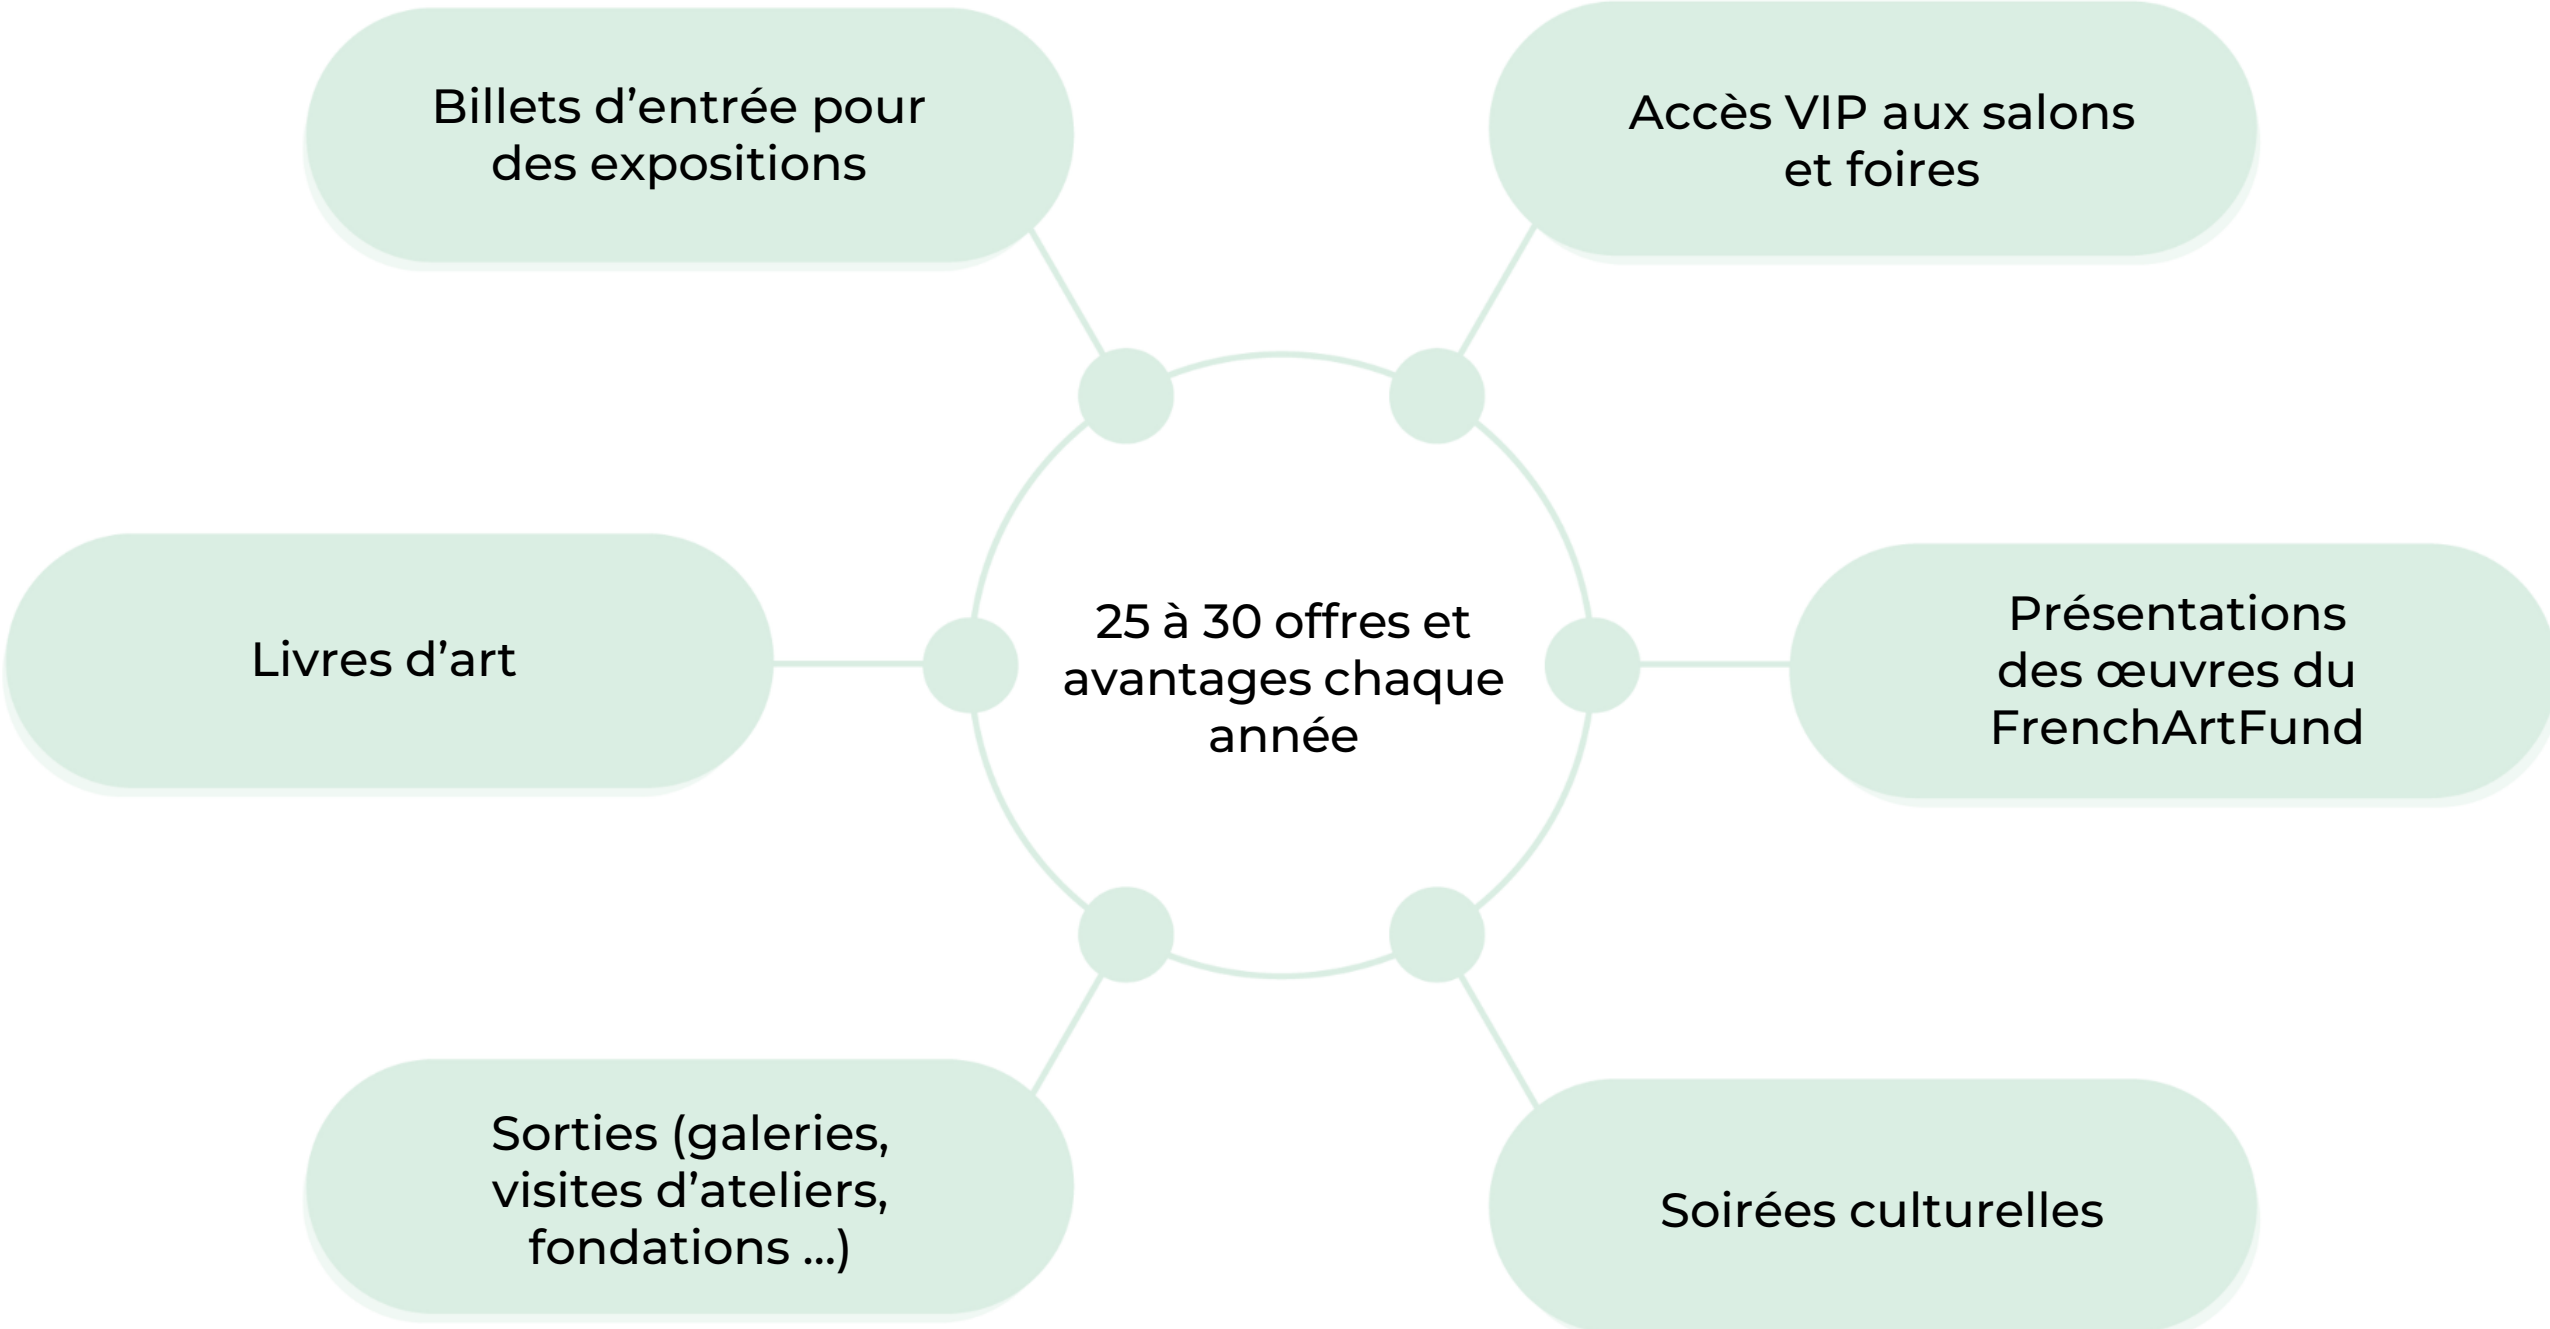 Billets d’entrée pour
des expositions
Accès VIP aux salons
et foires
Livres d’art
25 à 30 offres et
avantages chaque
année
Présentations
des œuvres du
FrenchArtFund
Sorties (galeries,
visites d’ateliers,
fondations ...)
Soirées culturelles